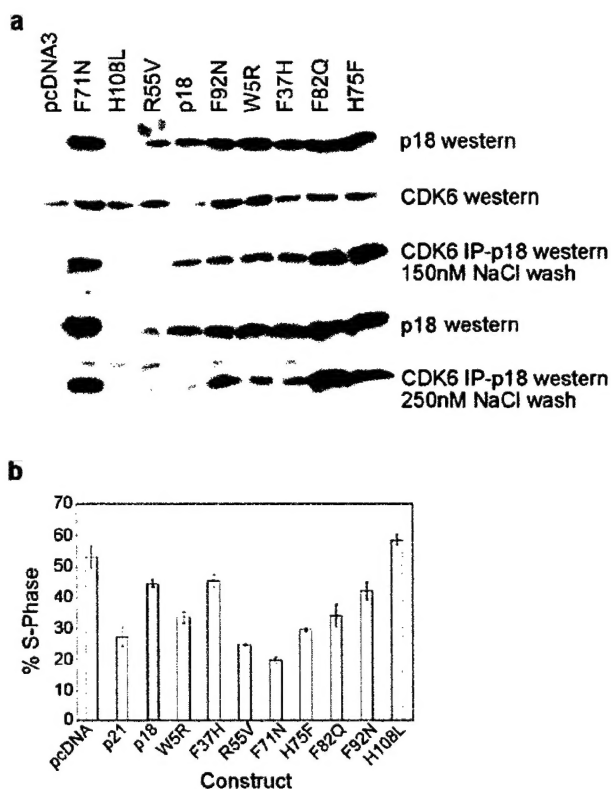 a
pcDNA3
F71N
H108L
R55V
p18
F92N
W5R
F37H
F82Q
H75F
p18 western
CDK6 western
CDK6 IP-p18 western
150nM NaCl wash
p18 western
CDK6 IP-p18 western
250nM NaCl wash
b
% S-Phase
70
60
50
40
30
20
10
0
pcDNA
p21
p18
W5R
F37H
R55V
F71N
H75F
F82Q
F92N
H108L
Construct